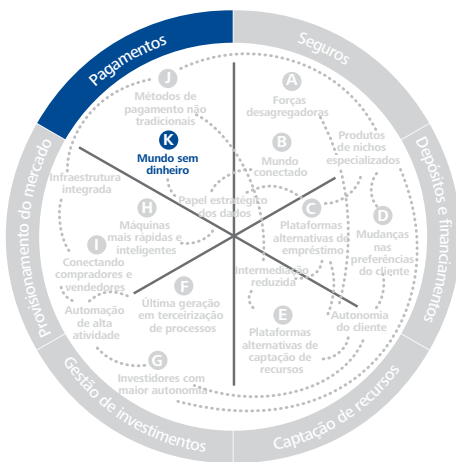 Pagamentos
Seguros
Depósitos e financiamentos
Captação de recursos
Gestão de investimentos
Provisionamento do mercado
J
Métodos de
pagamento não
tradicionais
A
Forças
desagregadoras
K
Mundo sem
dinheiro
B
Mundo
conectado
Produtos
de nichos
especializados
Infraestrutura
integrada
Papel estratégico
dos dados
H
Máquinas
mais rápidas e
inteligentes
C
Plataformas
alternativas de
empréstimo
D
Mudanças
nas
preferências
do cliente
I
Conectando
compradores e
vendedores
Intermediação
reduzida
F
Última geração
em terceirização
de processos
Automação
de alta
atividade
E
Plataformas
alternativas de
captação de
recursos
Autonomia
do cliente
G
Investidores com
maior autonomia